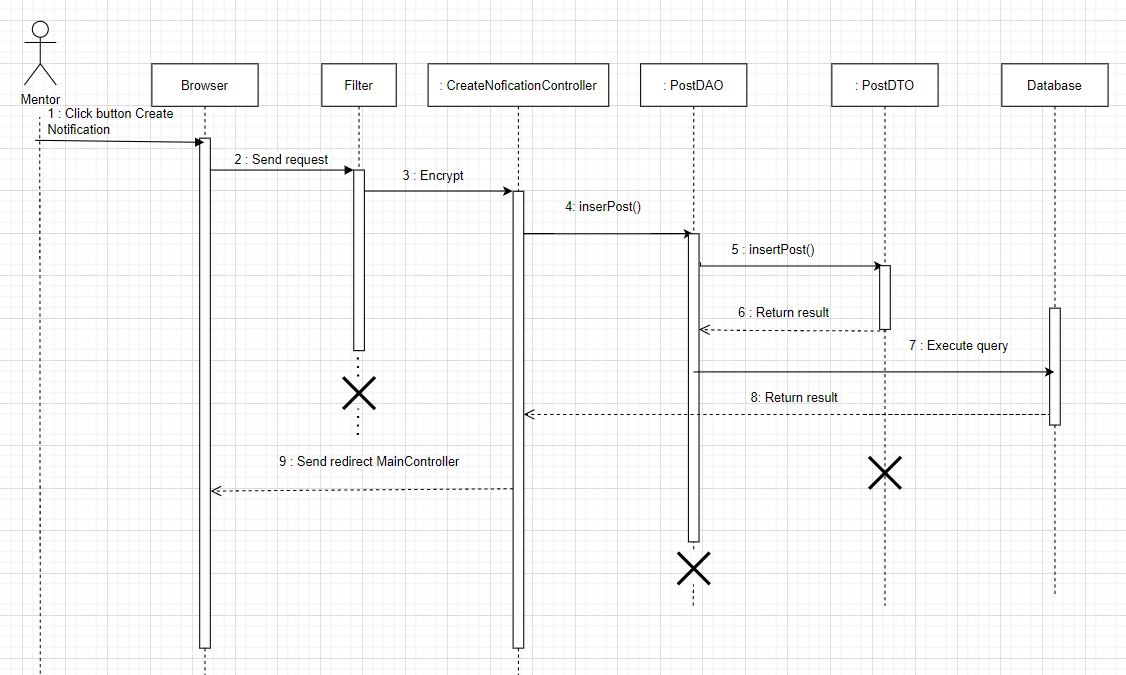 Browser
Filter
: CreateNoficationController
: PostDAO
: PostDTO
Database
Mentor
1 : Click button Create
Notification
2 : Send request
3 : Encrypt
4: inserPost()
5 : insertPost()
6 : Return result
7 : Execute query
8: Return result
9 : Send redirect MainController